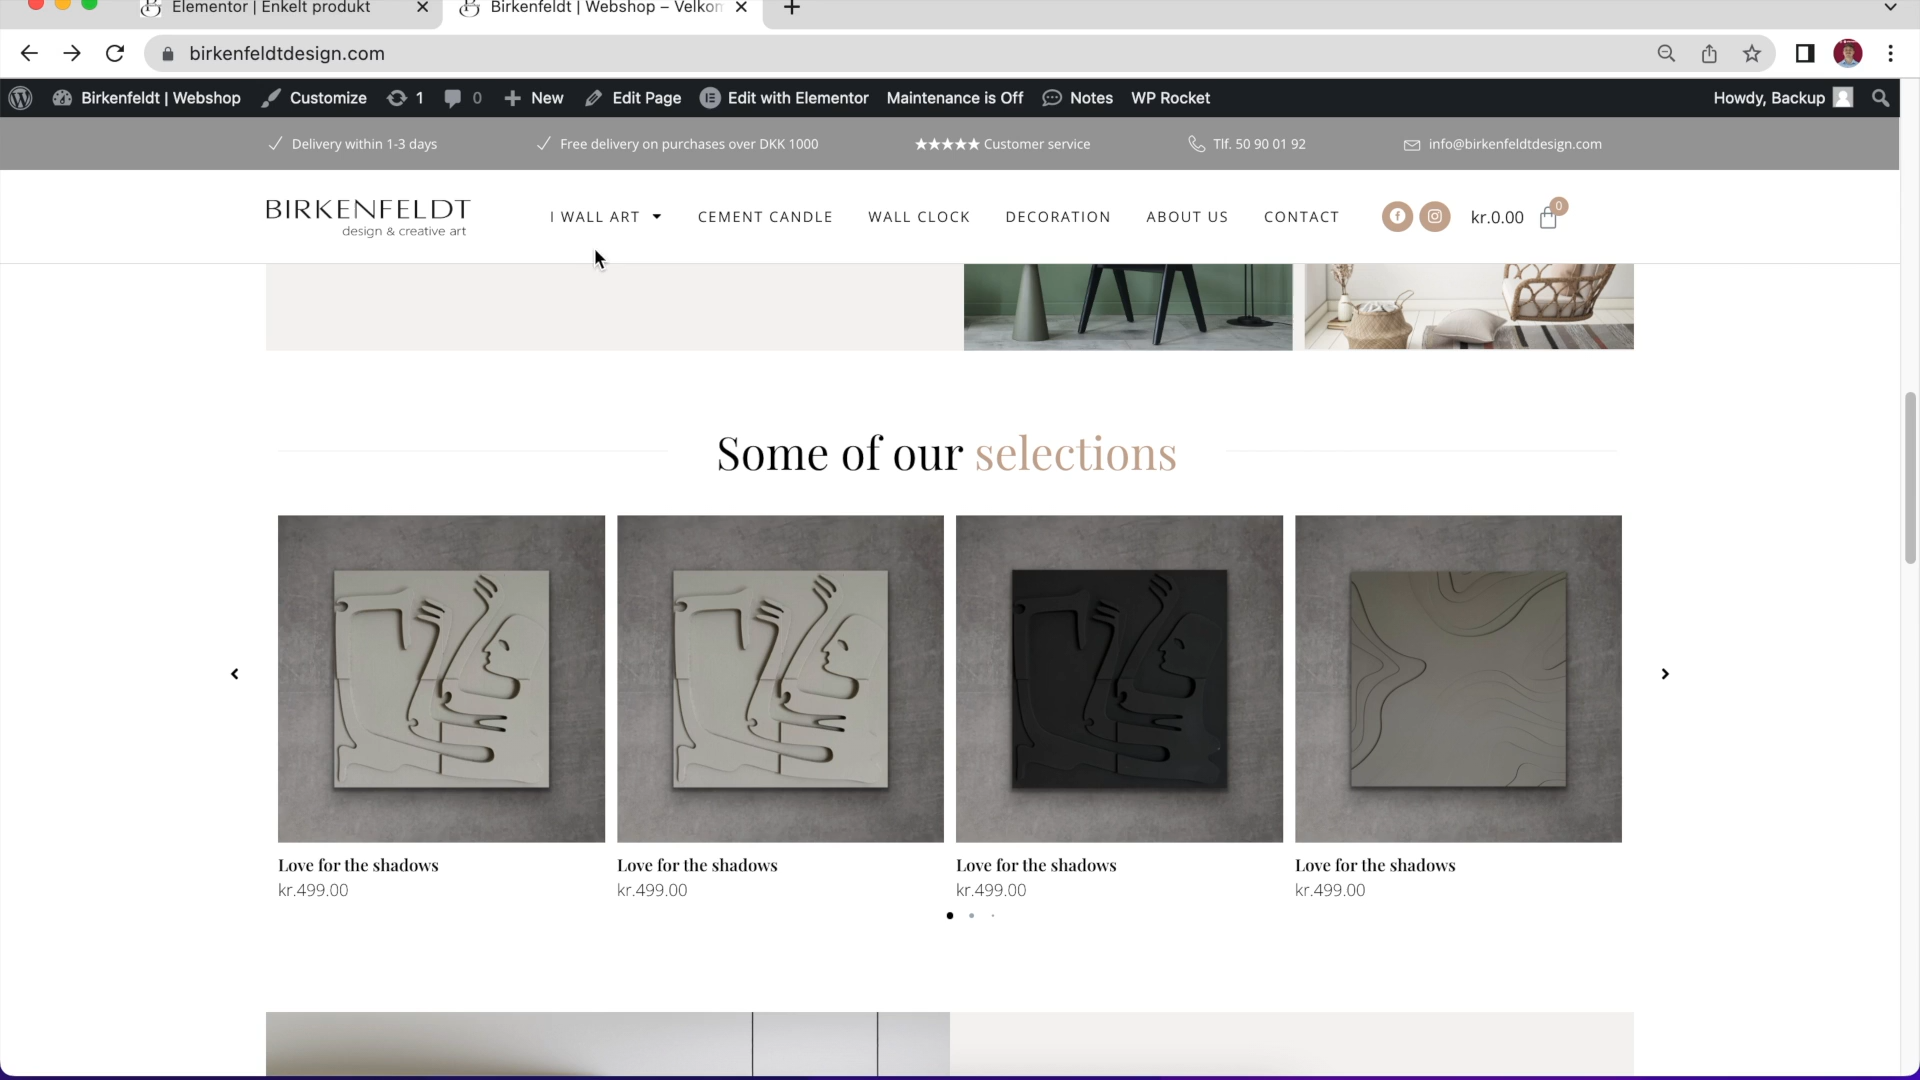 Elementor | Enkelt produkt
Birkenfeldt | Webshop – Velkom
birkenfeldtdesign.com
Birkenfeldt | Webshop Customize 1 0 New Edit Page Edit with Elementor Maintenance is Off Notes WP Rocket Howdy, Backup
Delivery within 1-3 days Free delivery on purchases over DKK 1000 ★★★★★ Customer service Tlf. 50 90 01 92 info@birkenfeldtdesign.com
BIRKENFELDT
design & creative art
I WALL ART CEMENT CANDLE WALL CLOCK DECORATION ABOUT US CONTACT kr.0.00 0
Some of our selections
Love for the shadows
kr.499.00
Love for the shadows
kr.499.00
Love for the shadows
kr.499.00
Love for the shadows
kr.499.00